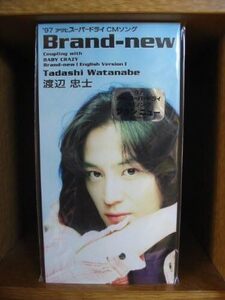 '97 アサヒスーパードライ CMソング
Brand-new
Coupling with
BABY CRAZY
Brand-new [English Version]
Tadashi Watanabe
渡辺 忠士